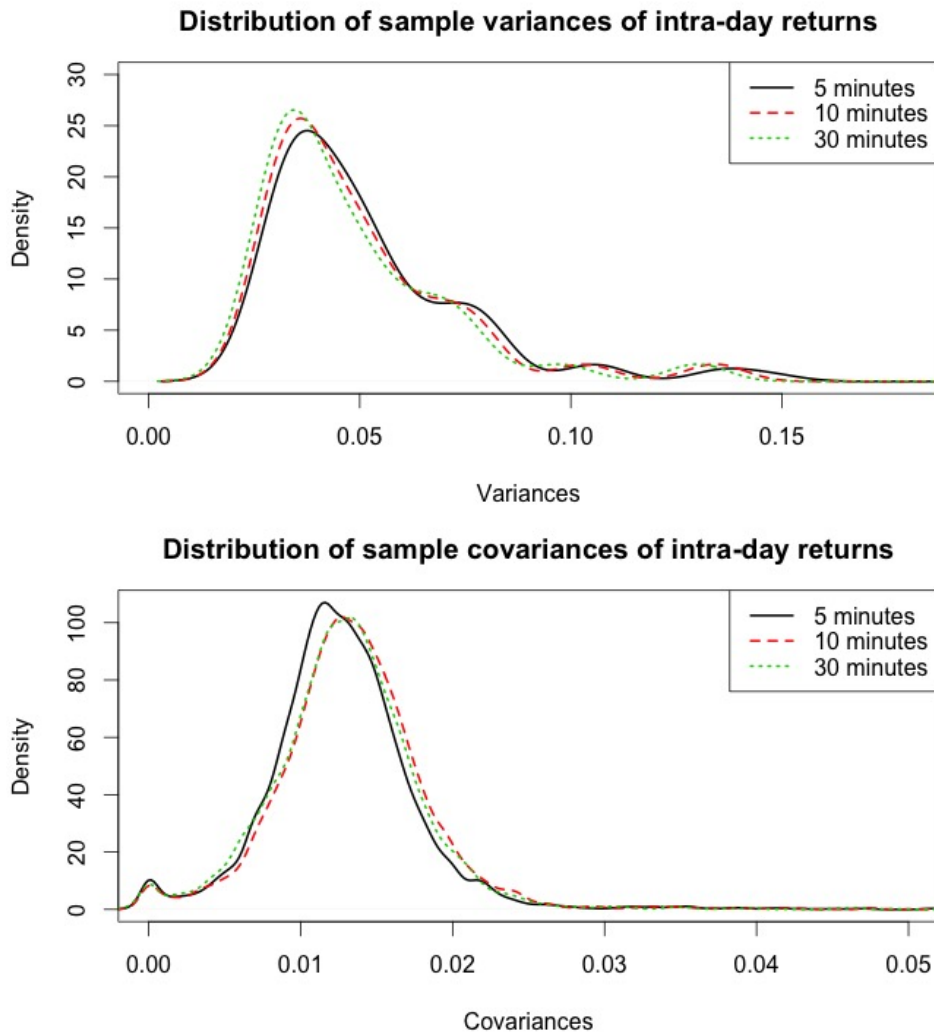 Distribution of sample variances of intra-day returns
30
25
20
15
10
5
0
Density
5 minutes
10 minutes
30 minutes
0.00 0.05 0.10 0.15
Variances
Distribution of sample covariances of intra-day returns
100
80
60
40
20
0
Density
5 minutes
10 minutes
30 minutes
0.00 0.01 0.02 0.03 0.04 0.05
Covariances